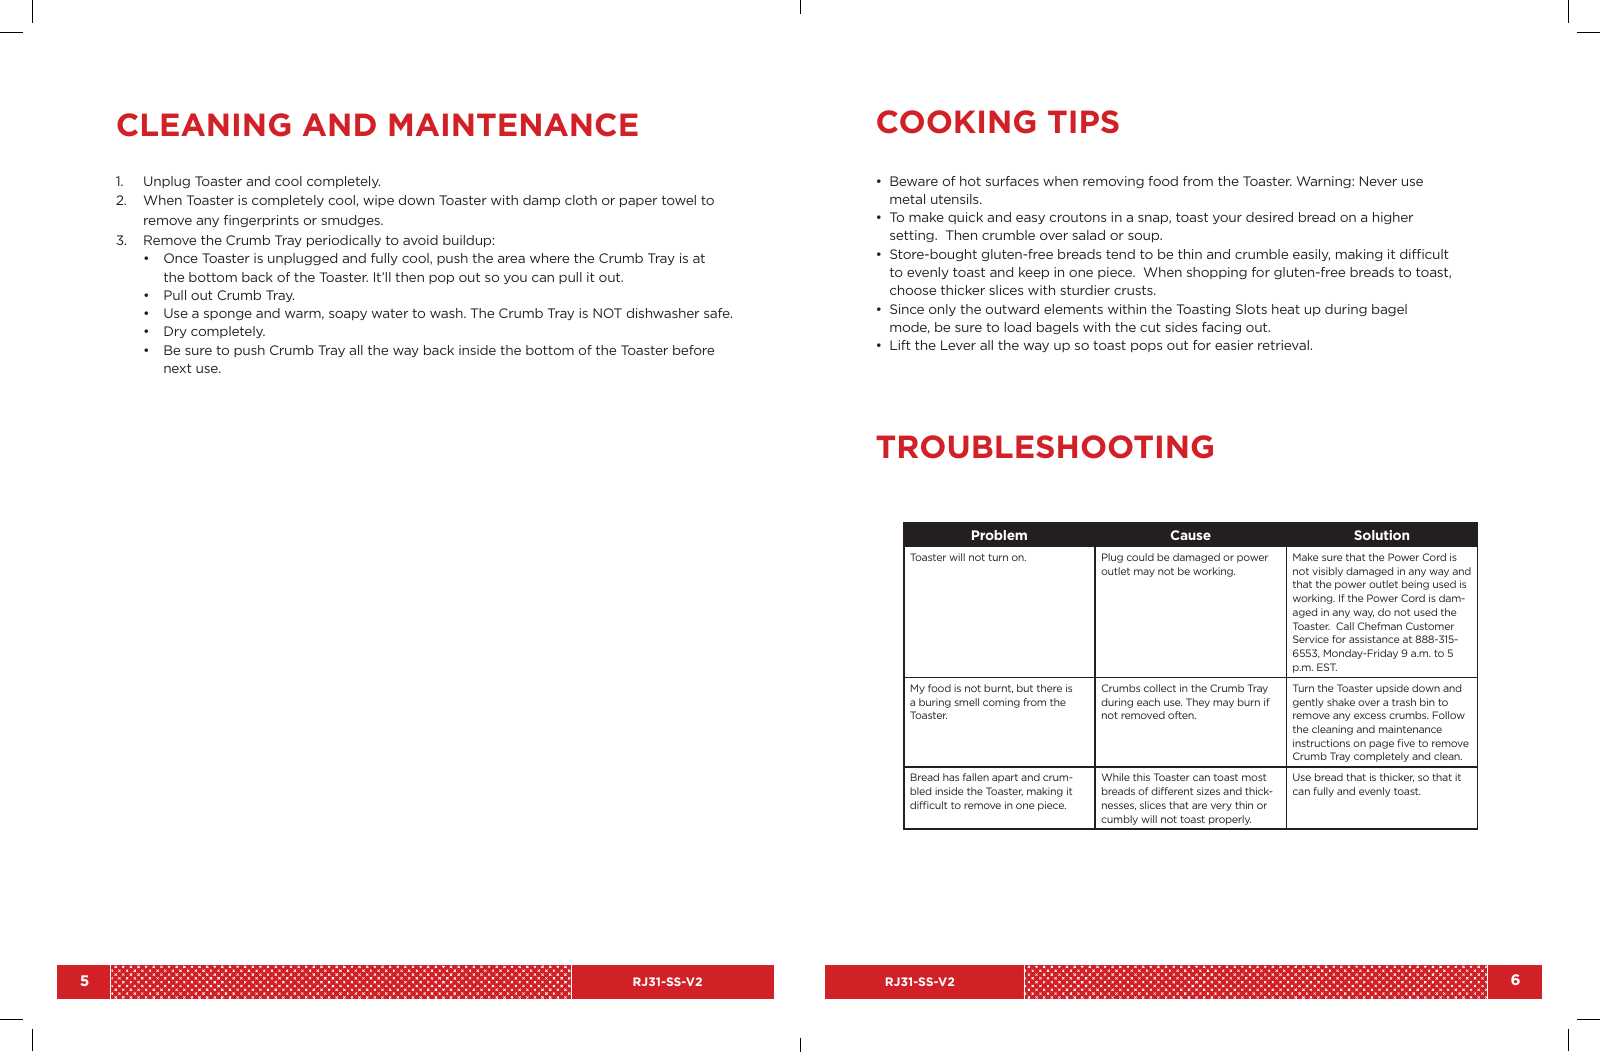 CLEANING AND MAINTENANCE
1. Unplug Toaster and cool completely.
2. When Toaster is completely cool, wipe down Toaster with damp cloth or paper towel to
remove any fingerprints or smudges.
3. Remove the Crumb Tray periodically to avoid buildup:
• Once Toaster is unplugged and fully cool, push the area where the Crumb Tray is at
the bottom back of the Toaster. It’ll then pop out so you can pull it out.
• Pull out Crumb Tray.
• Use a sponge and warm, soapy water to wash. The Crumb Tray is NOT dishwasher safe.
• Dry completely.
• Be sure to push Crumb Tray all the way back inside the bottom of the Toaster before
next use.
5
RJ31-SS-V2
COOKING TIPS
• Beware of hot surfaces when removing food from the Toaster. Warning: Never use
metal utensils.
• To make quick and easy croutons in a snap, toast your desired bread on a higher
setting.  Then crumble over salad or soup.
• Store-bought gluten-free breads tend to be thin and crumble easily, making it difficult
to evenly toast and keep in one piece.  When shopping for gluten-free breads to toast,
choose thicker slices with sturdier crusts.
• Since only the outward elements within the Toasting Slots heat up during bagel
mode, be sure to load bagels with the cut sides facing out.
• Lift the Lever all the way up so toast pops out for easier retrieval.
TROUBLESHOOTING
Problem
Cause
Solution
Toaster will not turn on.
Plug could be damaged or power
outlet may not be working.
Make sure that the Power Cord is
not visibly damaged in any way and
that the power outlet being used is
working. If the Power Cord is dam-
aged in any way, do not used the
Toaster.  Call Chefman Customer
Service for assistance at 888-315-
6553, Monday-Friday 9 a.m. to 5
p.m. EST.
My food is not burnt, but there is
a buring smell coming from the
Toaster.
Crumbs collect in the Crumb Tray
during each use. They may burn if
not removed often.
Turn the Toaster upside down and
gently shake over a trash bin to
remove any excess crumbs. Follow
the cleaning and maintenance
instructions on page five to remove
Crumb Tray completely and clean.
Bread has fallen apart and crum-
bled inside the Toaster, making it
difficult to remove in one piece.
While this Toaster can toast most
breads of different sizes and thick-
nesses, slices that are very thin or
cumbly will not toast properly.
Use bread that is thicker, so that it
can fully and evenly toast.
RJ31-SS-V2
6